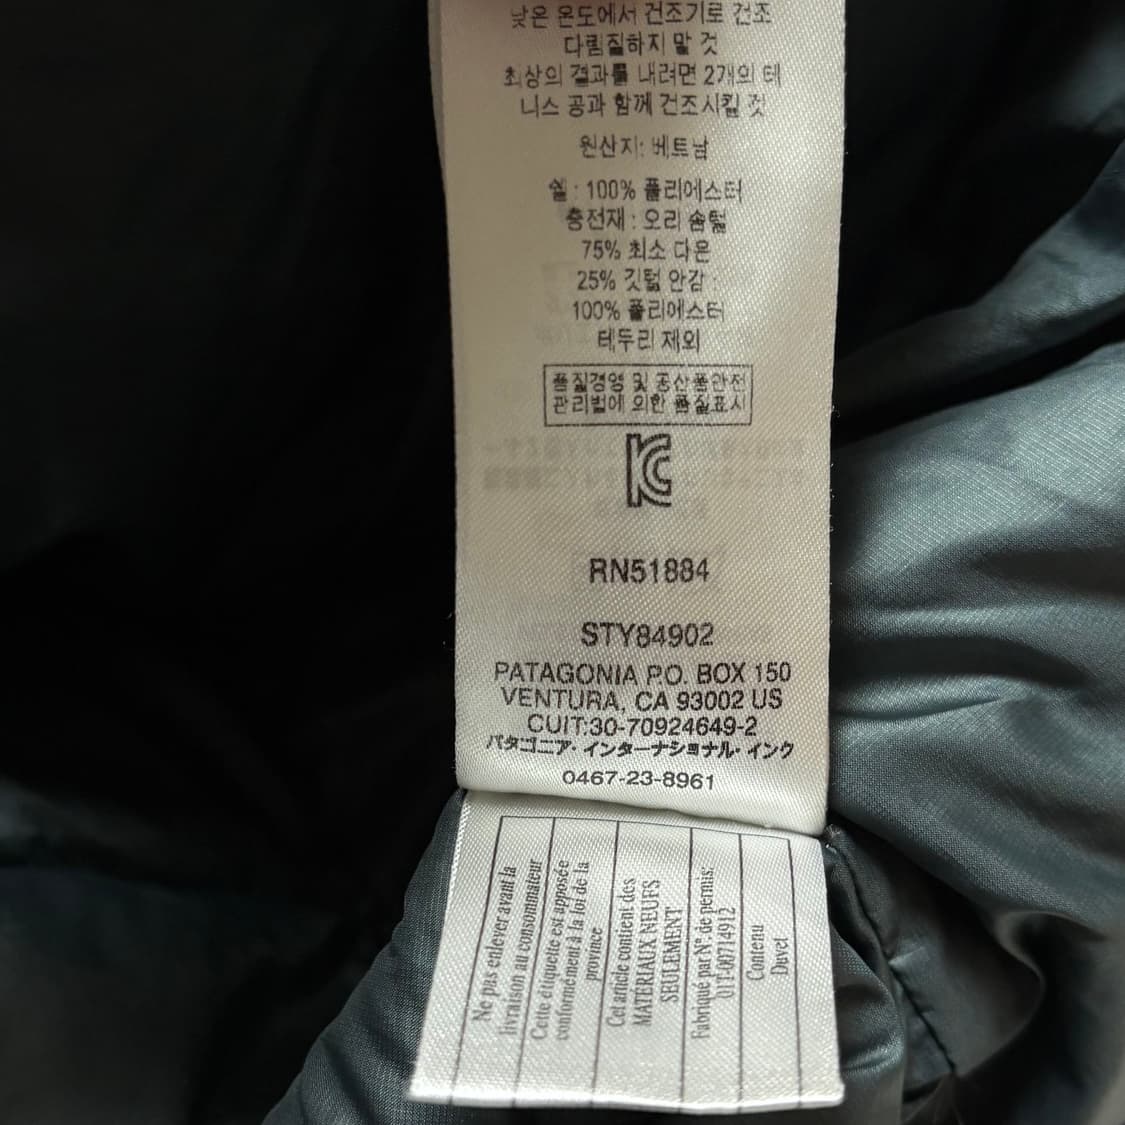 낮은 온도에서 건조기로 건조
다림질하지 말 것
최상의 결과를 내려면 2개의 테
니스 공과 함께 건조시킬 것
원산지: 베트남
쉘 : 100% 폴리에스터
충전재 : 오리 솜털
75% 최소 다운
25% 깃털 안감 :
100% 폴리에스터
테두리 제외
품질경영 및 공산품안전
관리법에 의한 품질표시
KC
RN51884
STY84902
PATAGONIA P.O. BOX 150
VENTURA, CA 93002 US
CUIT:30-70924649-2
パタゴニア・インターナショナル・インク
0467-23-8961
Ne pas enlever avant la
livraison au consommateur
Cette étiquette est apposée
conformément à la loi de la
province
Cet article contient des
MATÉRIAUX NEUFS
SEULEMENT
Fabriqué par N° de permis:
01T-00714912
Contenu
Duvet